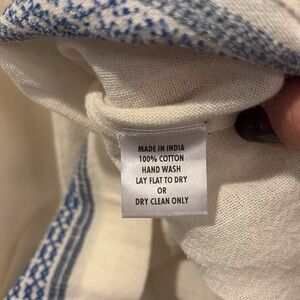 MADE IN INDIA
100% COTTON
HAND WASH
LAY FLAT TO DRY
OR
DRY CLEAN ONLY